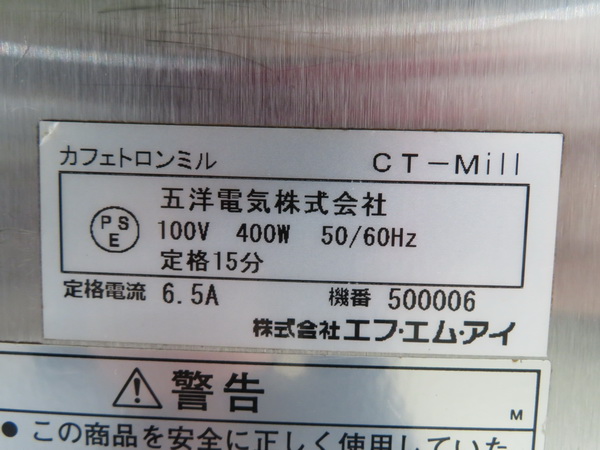 カフェトロンミル CT-Mill
五洋電気株式会社
PSE 100V 400W 50/60Hz
定格15分
定格電流 6.5A 機番 500006
株式会社エフ・エム・アイ
⚠警告
M
●この商品を安全に正しく使用していた